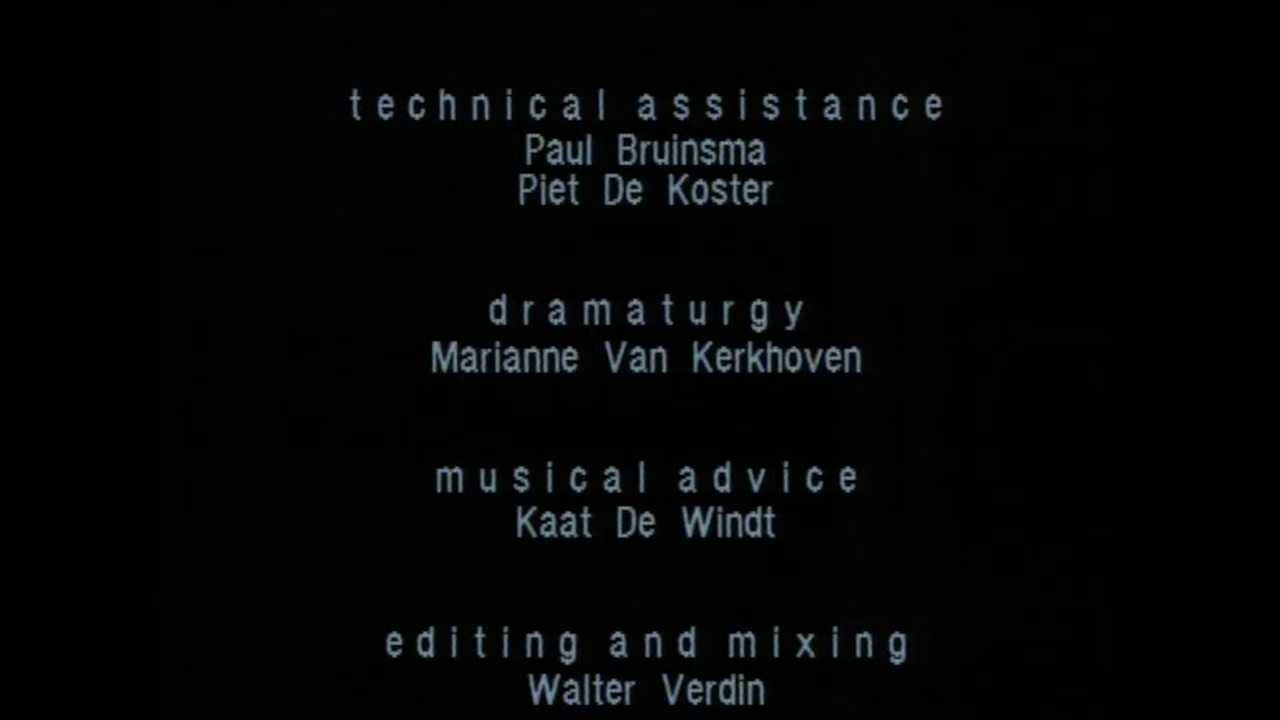 technical assistance
Paul Bruinsma
Piet De Koster
dramaturgy
Marianne Van Kerkhoven
musical advice
Kaat De Windt
editing and mixing
Walter Verdin